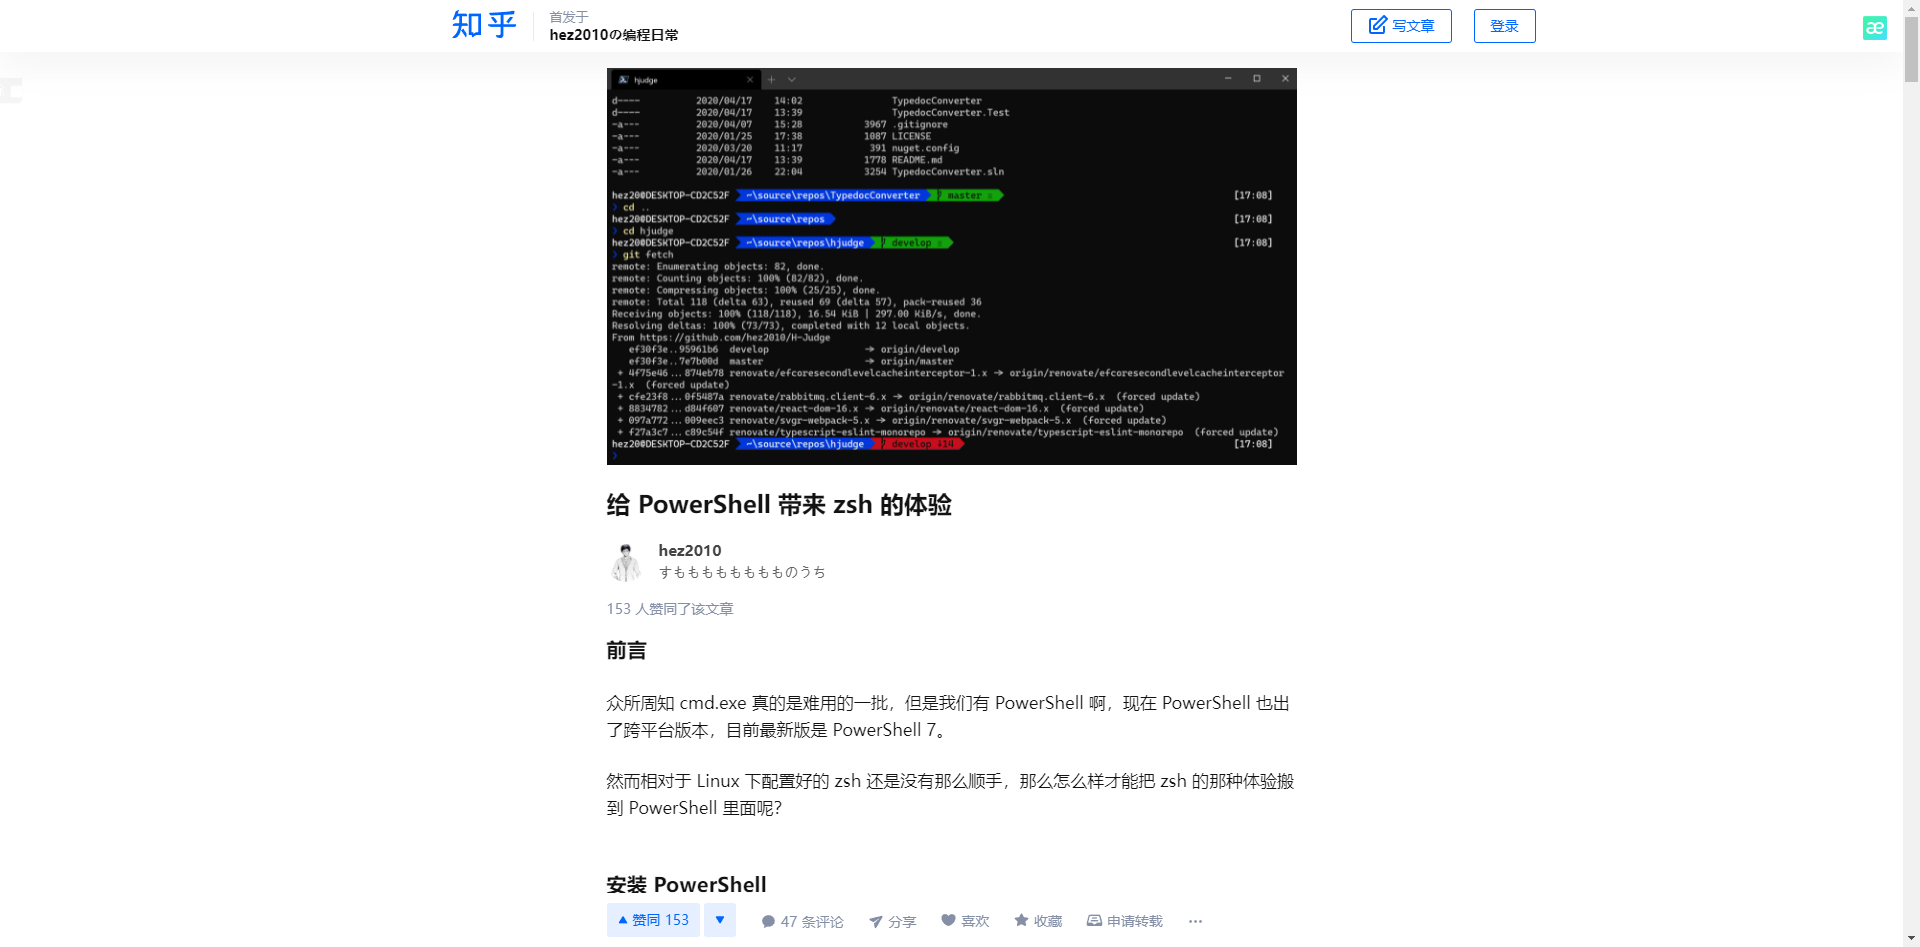 知乎
首发于
hez2010の编程日常
写文章
登录
æ
hjudge
d---- 2020/04/17 14:02 TypedocConverter
d---- 2020/04/17 13:39 TypedocConverter.Test
-a--- 2020/04/07 15:28 3967 .gitignore
-a--- 2020/01/25 17:38 1087 LICENSE
-a--- 2020/03/20 11:17 391 nuget.config
-a--- 2020/04/17 13:39 1778 README.md
-a--- 2020/01/26 22:04 3254 TypedocConverter.sln
hez20@DESKTOP-CD2C52F ~\source\repos\TypedocConverter master [17:08]
> cd ..
hez20@DESKTOP-CD2C52F ~\source\repos [17:08]
> cd hjudge
hez20@DESKTOP-CD2C52F ~\source\repos\hjudge develop [17:08]
> git fetch
remote: Enumerating objects: 82, done.
remote: Counting objects: 100% (82/82), done.
remote: Compressing objects: 100% (25/25), done.
remote: Total 118 (delta 63), reused 69 (delta 57), pack-reused 36
Receiving objects: 100% (118/118), 16.54 KiB | 297.00 KiB/s, done.
Resolving deltas: 100% (73/73), completed with 12 local objects.
From https://github.com/hez2010/H-Judge
ef30f3e..95961b6 develop -> origin/develop
ef30f3e..7e7b00d master -> origin/master
+ 4f75e46...874eb78 renovate/efcoresecondlevelcacheinterceptor-1.x -> origin/renovate/efcoresecondlevelcacheinterceptor
-1.x (forced update)
+ cfe23f8...0f5487a renovate/rabbitmq.client-6.x -> origin/renovate/rabbitmq.client-6.x (forced update)
+ 8834782...d84f607 renovate/react-dom-16.x -> origin/renovate/react-dom-16.x (forced update)
+ 097a772...009eec3 renovate/svgr-webpack-5.x -> origin/renovate/svgr-webpack-5.x (forced update)
+ f27a3c7...c89c54f renovate/typescript-eslint-monorepo -> origin/renovate/typescript-eslint-monorepo (forced update)
hez20@DESKTOP-CD2C52F ~\source\repos\hjudge develop ↓14 [17:08]
>
给 PowerShell 带来 zsh 的体验
hez2010
すもももももももものうち
153 人赞同了该文章
前言
众所周知 cmd.exe 真的是难用的一批，但是我们有 PowerShell 啊，现在 PowerShell 也出
了跨平台版本，目前最新版是 PowerShell 7。
然而相对于 Linux 下配置好的 zsh 还是没有那么顺手，那么怎么样才能把 zsh 的那种体验搬
到 PowerShell 里面呢？
安装 PowerShell
赞同 153
47 条评论
分享
喜欢
收藏
申请转载